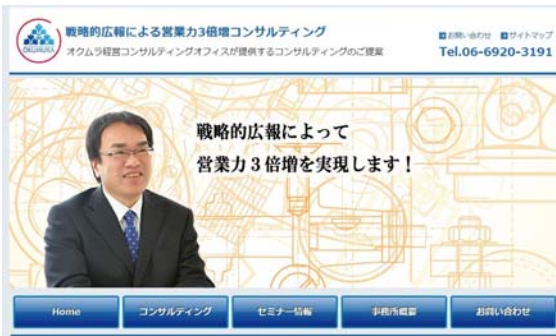 戦略的広報による営業力3倍増コンサルティング
オクムラ経営コンサルティングオフィスが提供するコンサルティングのご提案
お問い合わせ サイトマップ
Tel.06-6920-3191
OKUMURA
戦略的広報によって
営業力3倍増を実現します!
Home コンサルティング セミナー情報 事務所概要 お問い合わせ